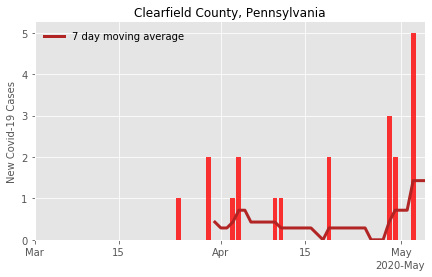 Clearfield County, Pennsylvania
7 day moving average
New Covid-19 Cases
5
4
3
2
1
0
Mar 15 Apr 15 May
2020-May